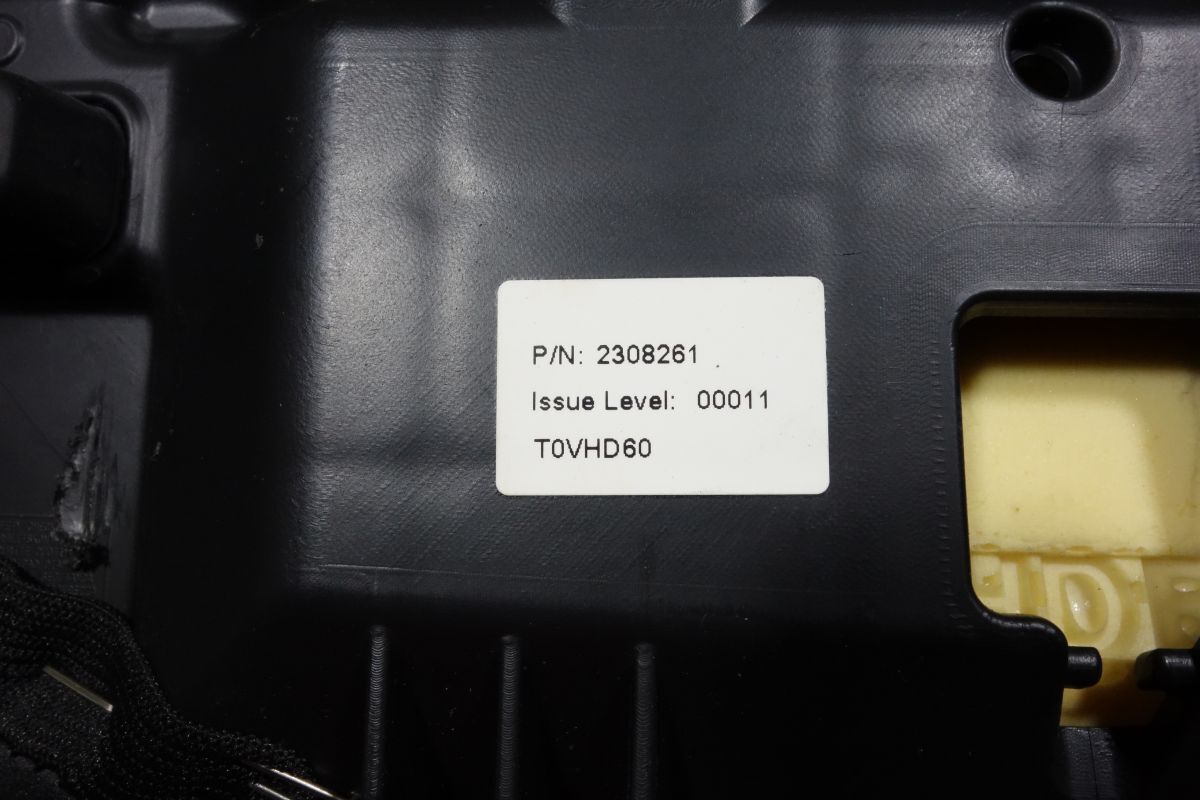 P/N: 2308261
Issue Level: 00011
T0VHD60